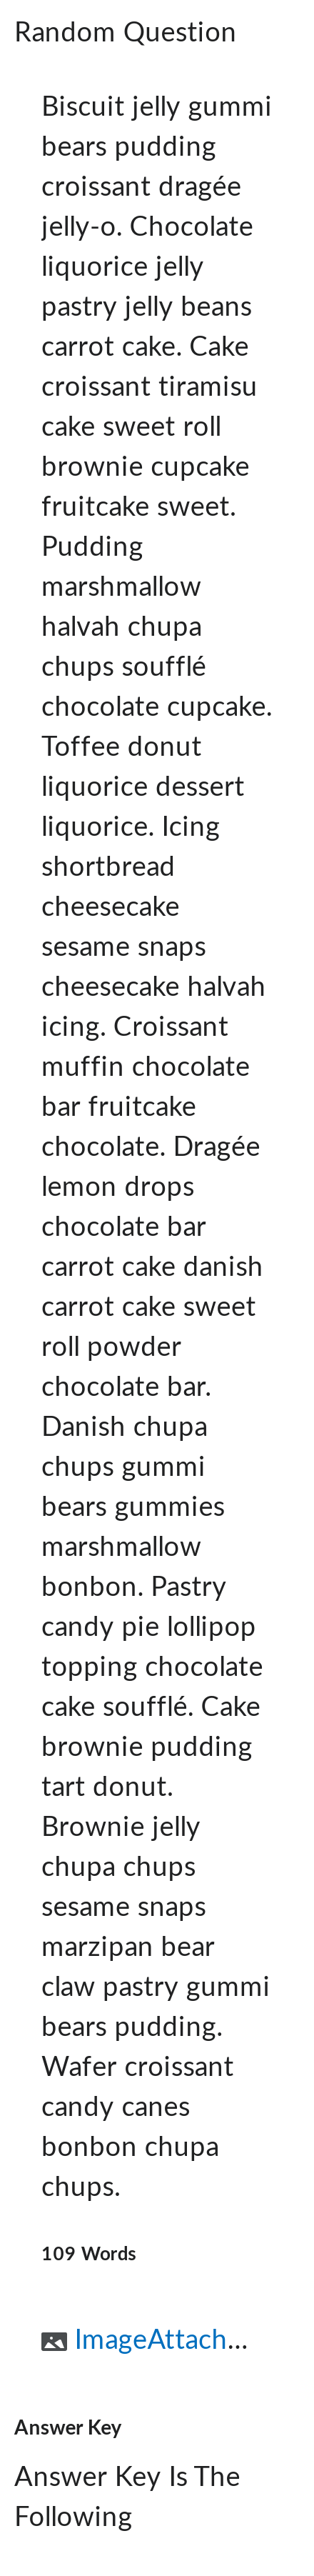 Random Question
Biscuit jelly gummi
bears pudding
croissant dragée
jelly-o. Chocolate
liquorice jelly
pastry jelly beans
carrot cake. Cake
croissant tiramisu
cake sweet roll
brownie cupcake
fruitcake sweet.
Pudding
marshmallow
halvah chupa
chups soufflé
chocolate cupcake.
Toffee donut
liquorice dessert
liquorice. Icing
shortbread
cheesecake
sesame snaps
cheesecake halvah
icing. Croissant
muffin chocolate
bar fruitcake
chocolate. Dragée
lemon drops
chocolate bar
carrot cake danish
carrot cake sweet
roll powder
chocolate bar.
Danish chupa
chups gummi
bears gummies
marshmallow
bonbon. Pastry
candy pie lollipop
topping chocolate
cake soufflé. Cake
brownie pudding
tart donut.
Brownie jelly
chupa chups
sesame snaps
marzipan bear
claw pastry gummi
bears pudding.
Wafer croissant
candy canes
bonbon chupa
chups.
109 Words
ImageAttach...
Answer Key
Answer Key Is The
Following